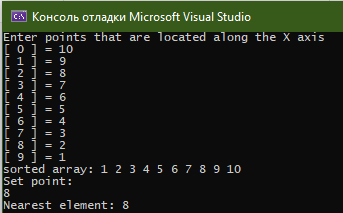 Консоль отладки Microsoft Visual Studio
Enter points that are located along the X axis
[ 0 ] = 10
[ 1 ] = 9
[ 2 ] = 8
[ 3 ] = 7
[ 4 ] = 6
[ 5 ] = 5
[ 6 ] = 4
[ 7 ] = 3
[ 8 ] = 2
[ 9 ] = 1
sorted array: 1 2 3 4 5 6 7 8 9 10
Set point:
8
Nearest element: 8